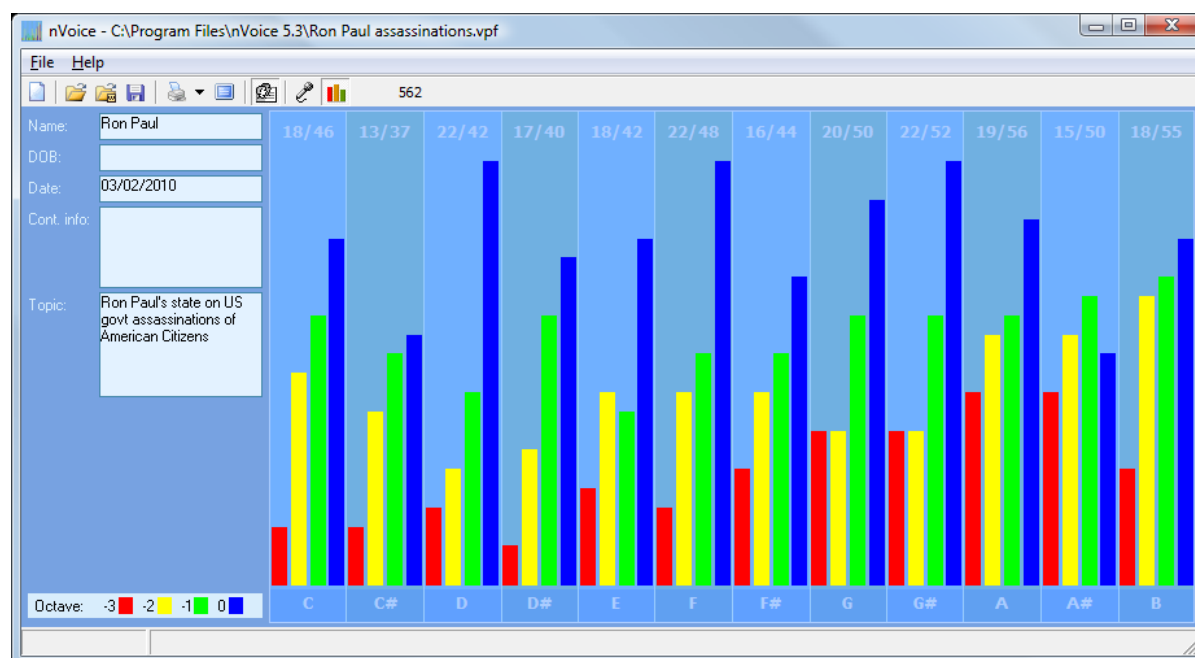 nVoice - C:\Program Files\nVoice 5.3\Ron Paul assassinations.vpf
File Help
562
Name: Ron Paul
DOB:
Date: 03/02/2010
Cont. info:
Topic: Ron Paul's state on US
govt assassinations of
American Citizens
18/46 13/37 22/42 17/40 18/42 22/48 16/44 20/50 22/52 19/56 15/50 18/55
C C# D D# E F F# G G# A A# B
Octave: -3 -2 -1 0